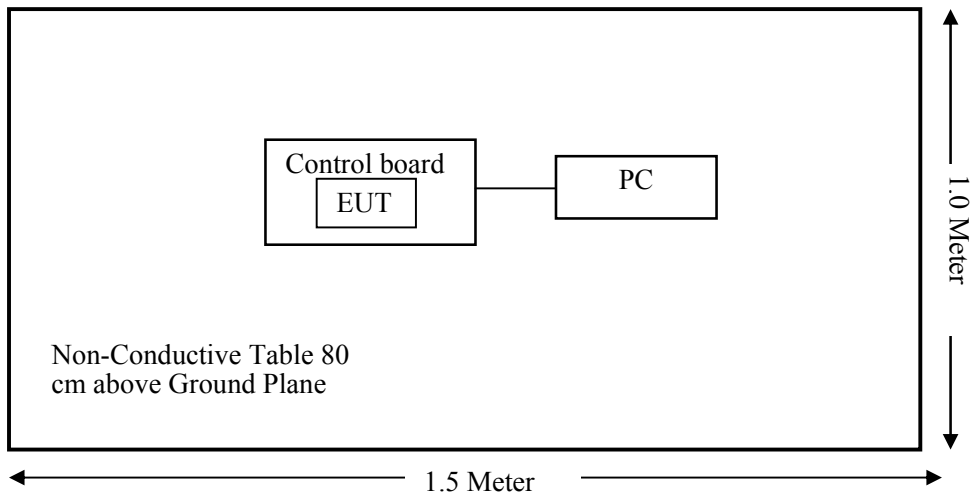 Control board
EUT
PC
1.0 Meter
Non-Conductive Table 80
cm above Ground Plane
1.5 Meter